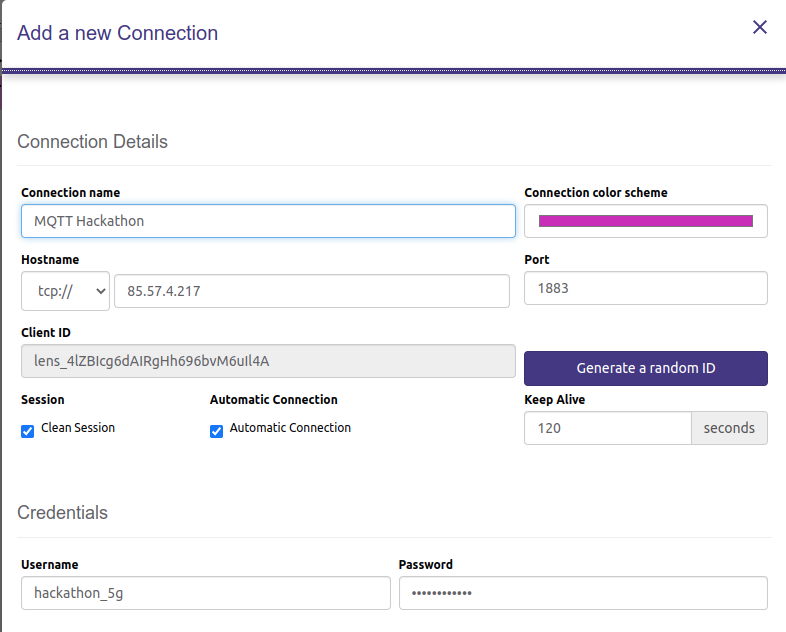 Add a new Connection
Connection Details
Connection name
Connection color scheme
MQTT Hackathon
Hostname
Port
tcp://
85.57.4.217
1883
Client ID
lens_4lZBIcg6dAIRgHh696bvM6uIl4A
Generate a random ID
Session
Automatic Connection
Keep Alive
Clean Session
Automatic Connection
120
seconds
Credentials
Username
Password
hackathon_5g
••••••••••••